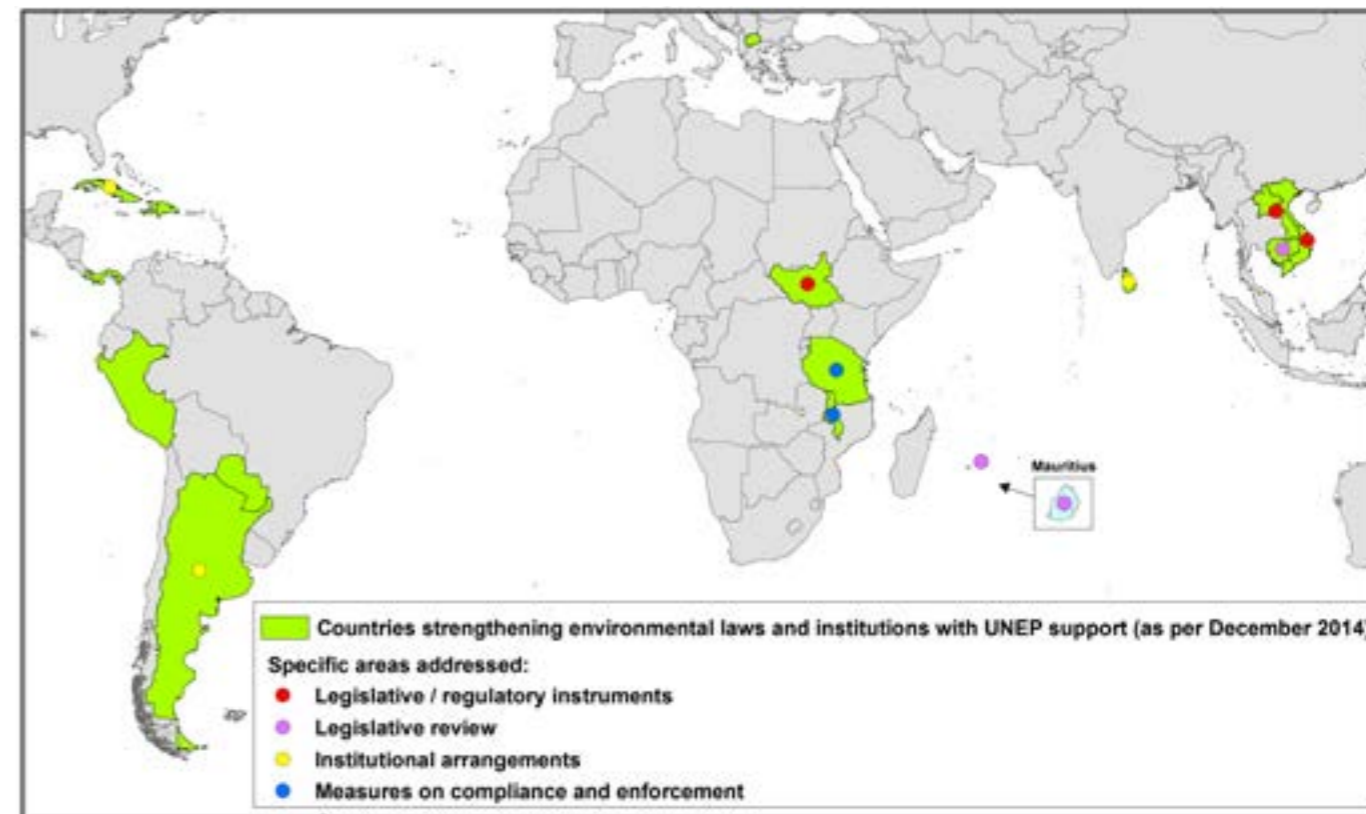 Mauritius
Countries strengthening environmental laws and institutions with UNEP support (as per December 2014)
Specific areas addressed:
Legislative / regulatory instruments
Legislative review
Institutional arrangements
Measures on compliance and enforcement